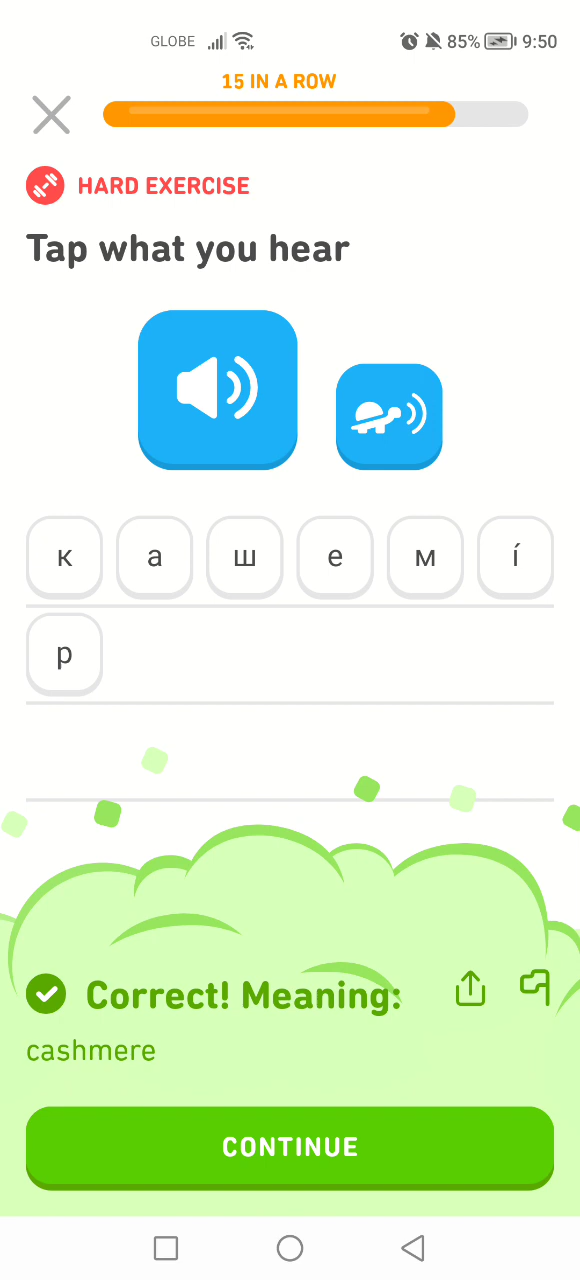 GLOBE 85% 9:50
15 IN A ROW
HARD EXERCISE
Tap what you hear
к а ш е м і́
р
Correct! Meaning:
cashmere
CONTINUE